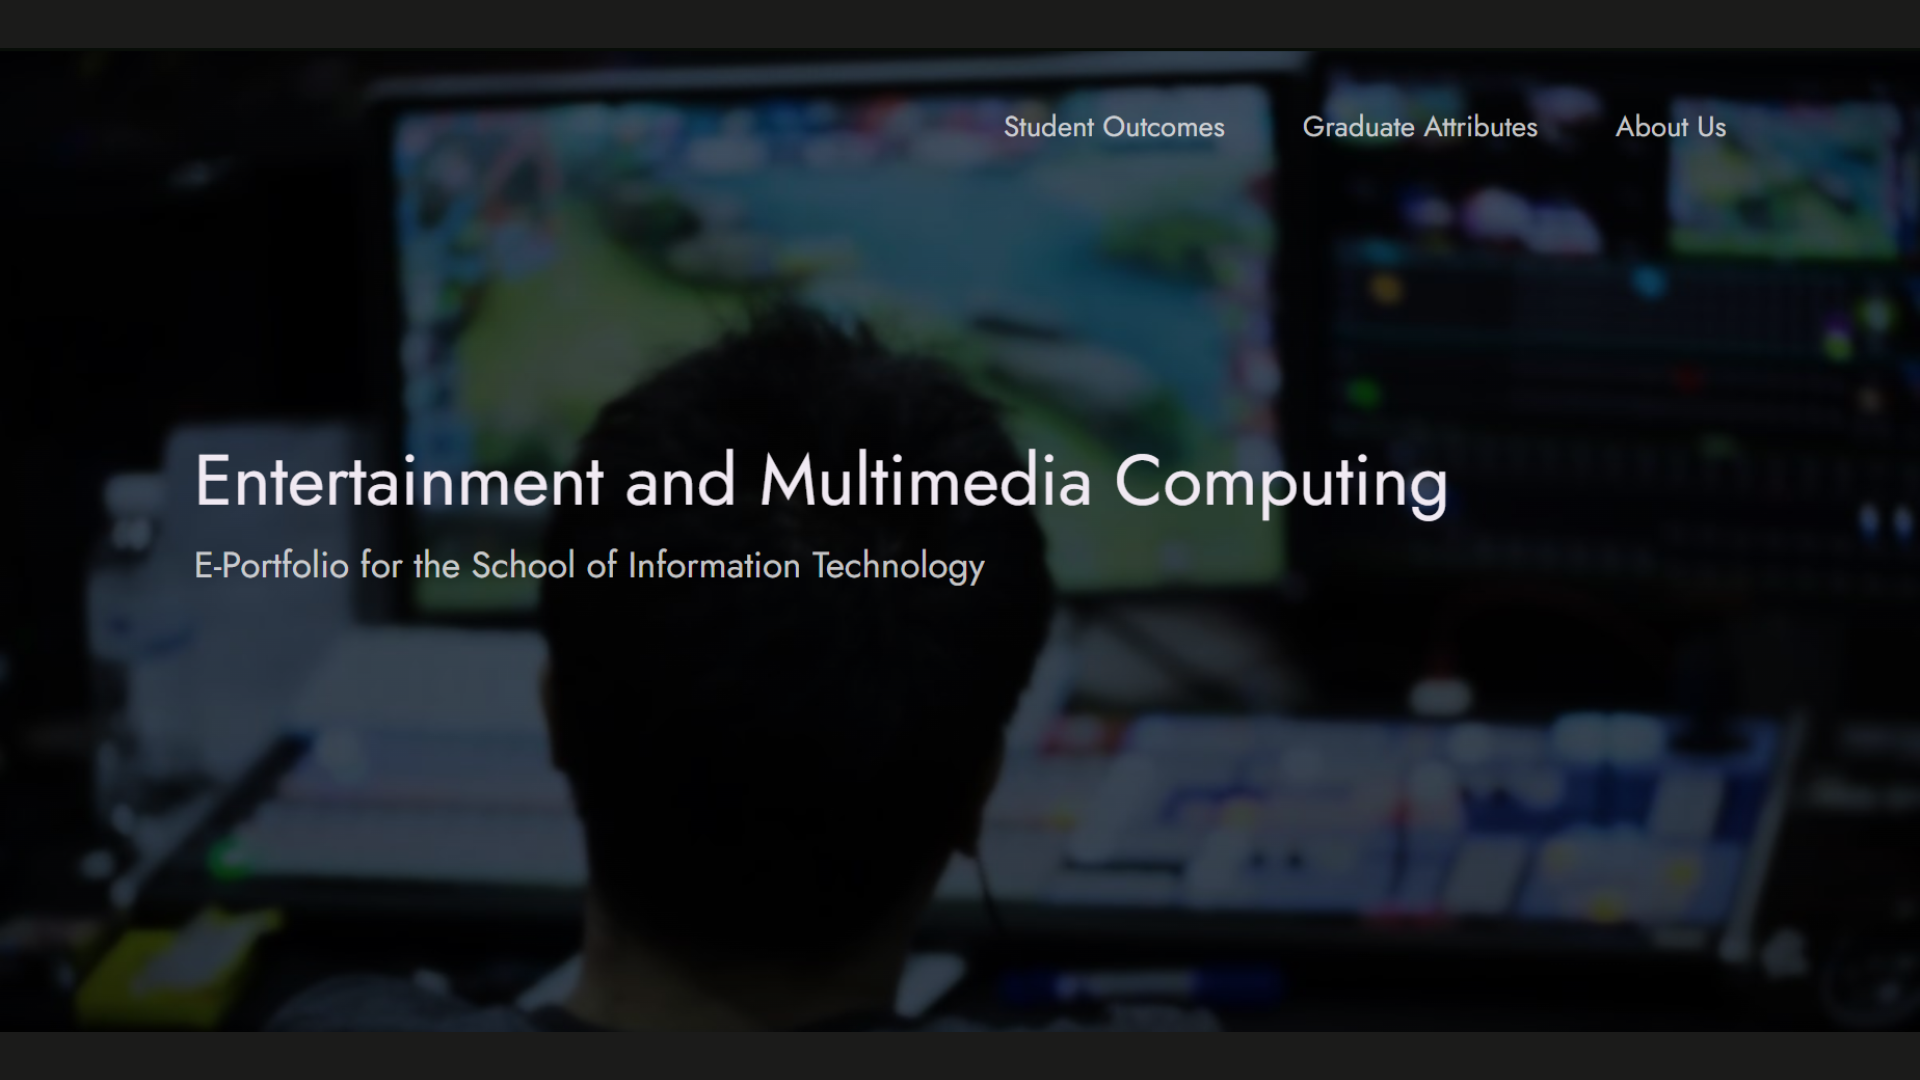 Student Outcomes Graduate Attributes About Us
Entertainment and Multimedia Computing
E-Portfolio for the School of Information Technology